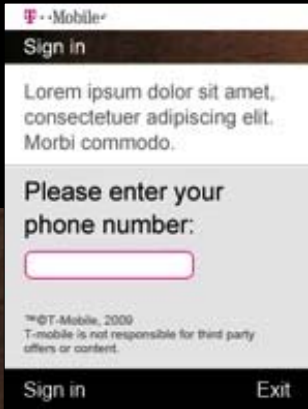 T··Mobile·
Sign in
Lorem ipsum dolor sit amet,
consectetuer adipiscing elit.
Morbi commodo.
Please enter your
phone number:
™©T-Mobile, 2009
T-mobile is not responsible for third party
offers or content.
Sign in Exit